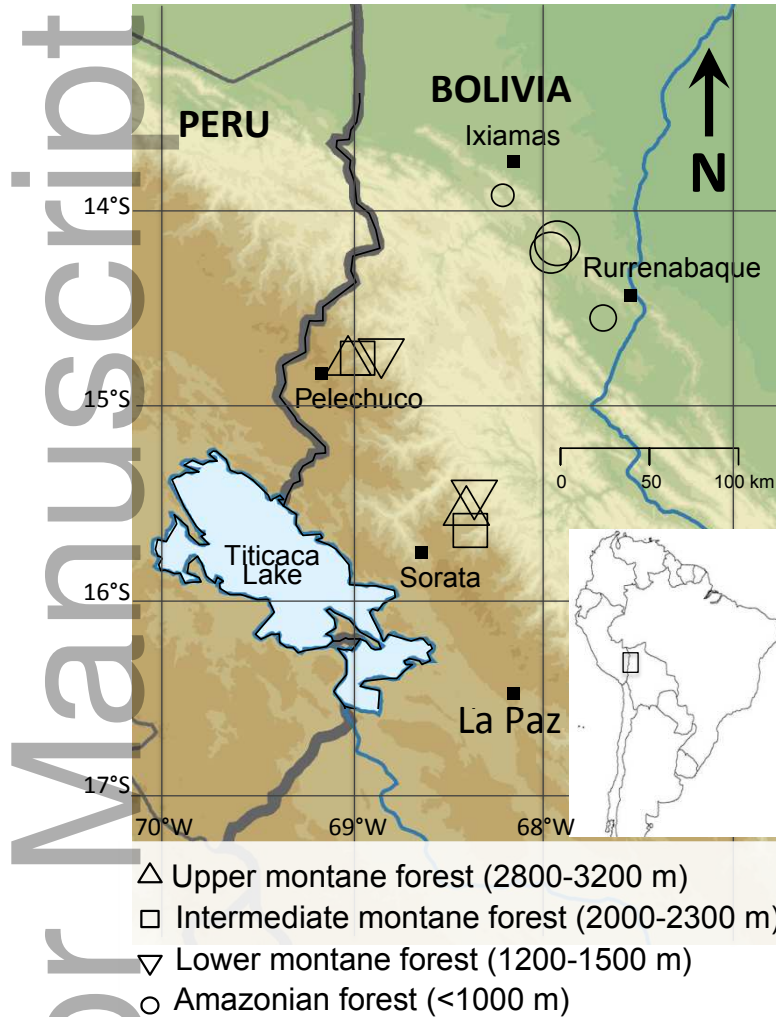 or Manuscript
PERU
BOLIVIA
Ixiamas
N
14°S
Rurrenabaque
Pelechuco
15°S
0 50 100 km
Titicaca
Lake
Sorata
16°S
La Paz
17°S
70°W 69°W 68°W
Upper montane forest (2800-3200 m)
Intermediate montane forest (2000-2300 m)
Lower montane forest (1200-1500 m)
Amazonian forest (<1000 m)